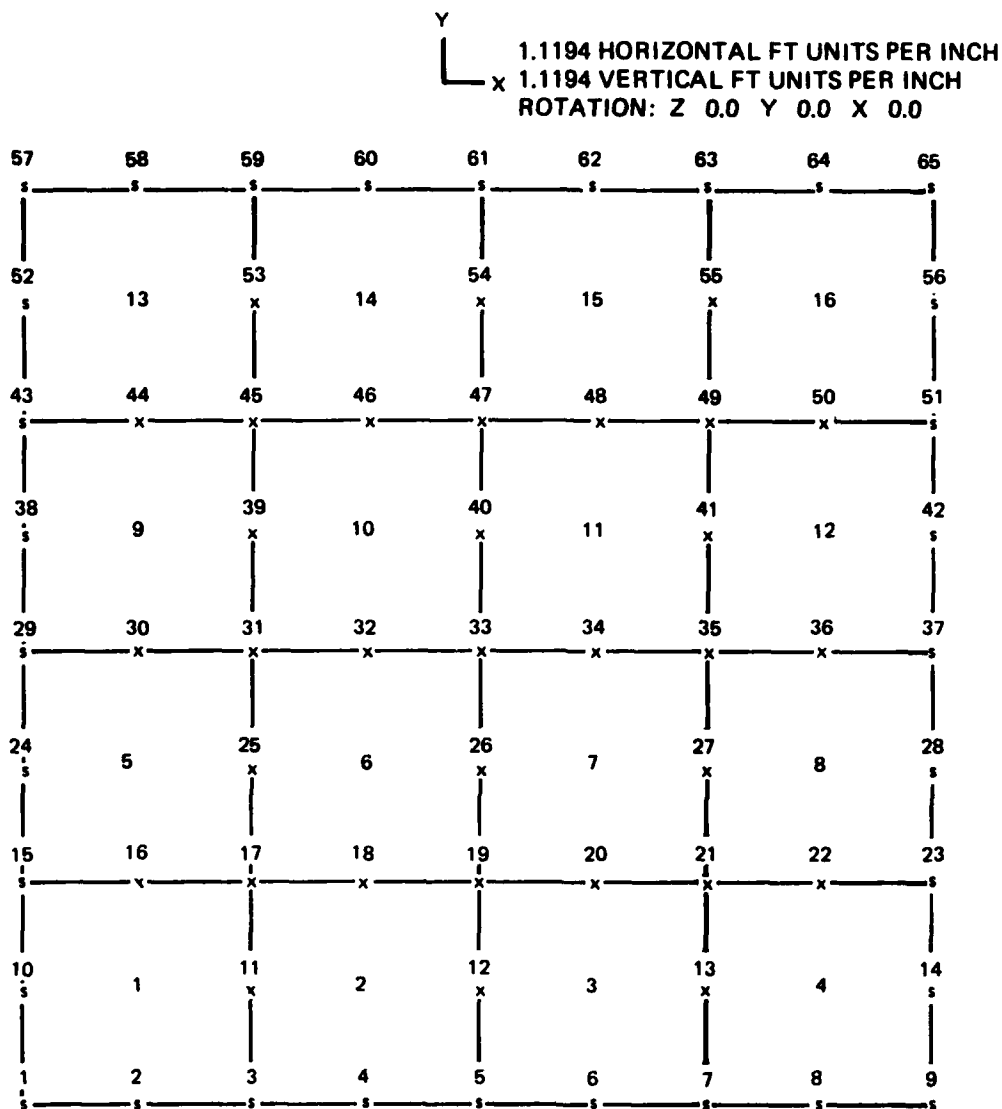 Y
1.1194 HORIZONTAL FT UNITS PER INCH
X 1.1194 VERTICAL FT UNITS PER INCH
ROTATION: Z 0.0 Y 0.0 X 0.0
57 58 59 60 61 62 63 64 65
s s s s s s s s s
52 53 54 55 56
s 13 x 14 x 15 x 16 s
43 44 45 46 47 48 49 50 51
s x x x x x x x s
38 39 40 41 42
s 9 x 10 x 11 x 12 s
29 30 31 32 33 34 35 36 37
s x x x x x x x s
24 25 26 27 28
s 5 x 6 x 7 x 8 s
15 16 17 18 19 20 21 22 23
s x x x x x x x s
10 11 12 13 14
s 1 x 2 x 3 x 4 s
1 2 3 4 5 6 7 8 9
s s s s s s s s s